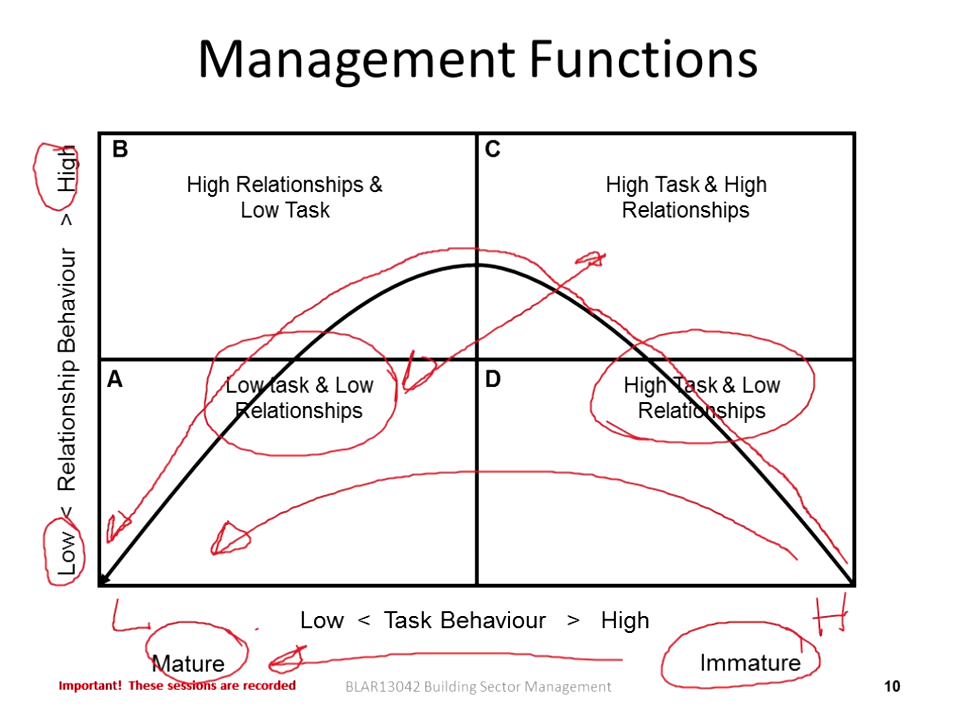 Management Functions
B
High Relationships &
Low Task
C
High Task & High
Relationships
Low < Relationship Behaviour > High
A
Low task & Low
Relationships
D
High Task & Low
Relationships
L
H
Low < Task Behaviour > High
Mature
Immature
Important! These sessions are recorded
BLAR13042 Building Sector Management
10